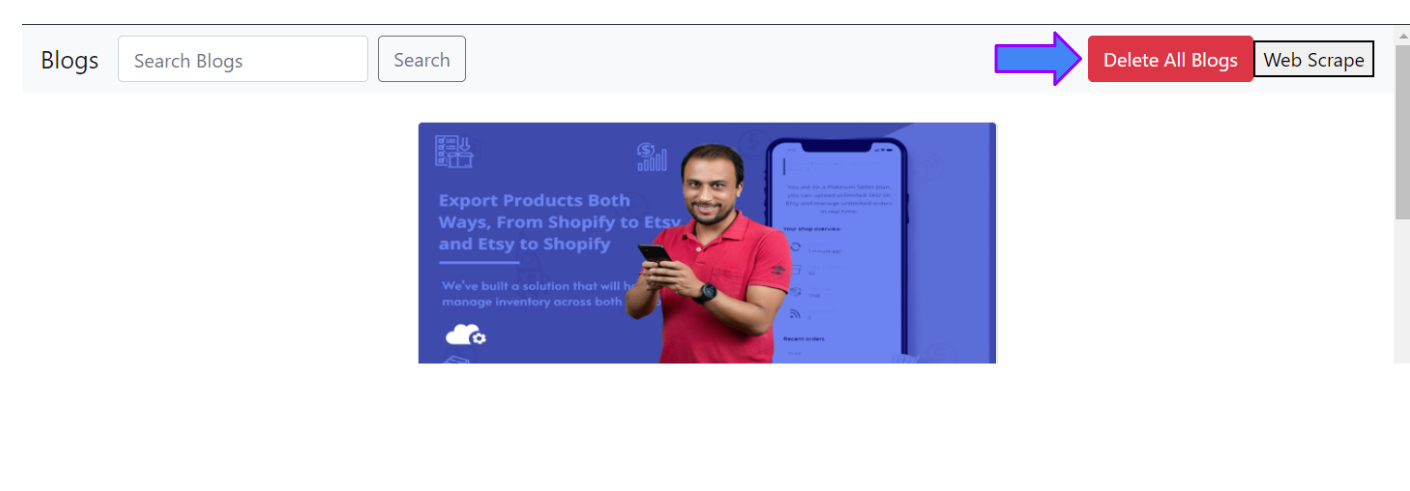 Blogs
Search Blogs
Search
Delete All Blogs
Web Scrape
Export Products Both
Ways, From Shopify to Etsy
and Etsy to Shopify
We've built a solution that will h
manage inventory across both
You are on a Platinum Seller plan,
you can upload unlimited SKU on
Etsy and manage unlimited orders
in real time.
Your shop overview
Recent orders